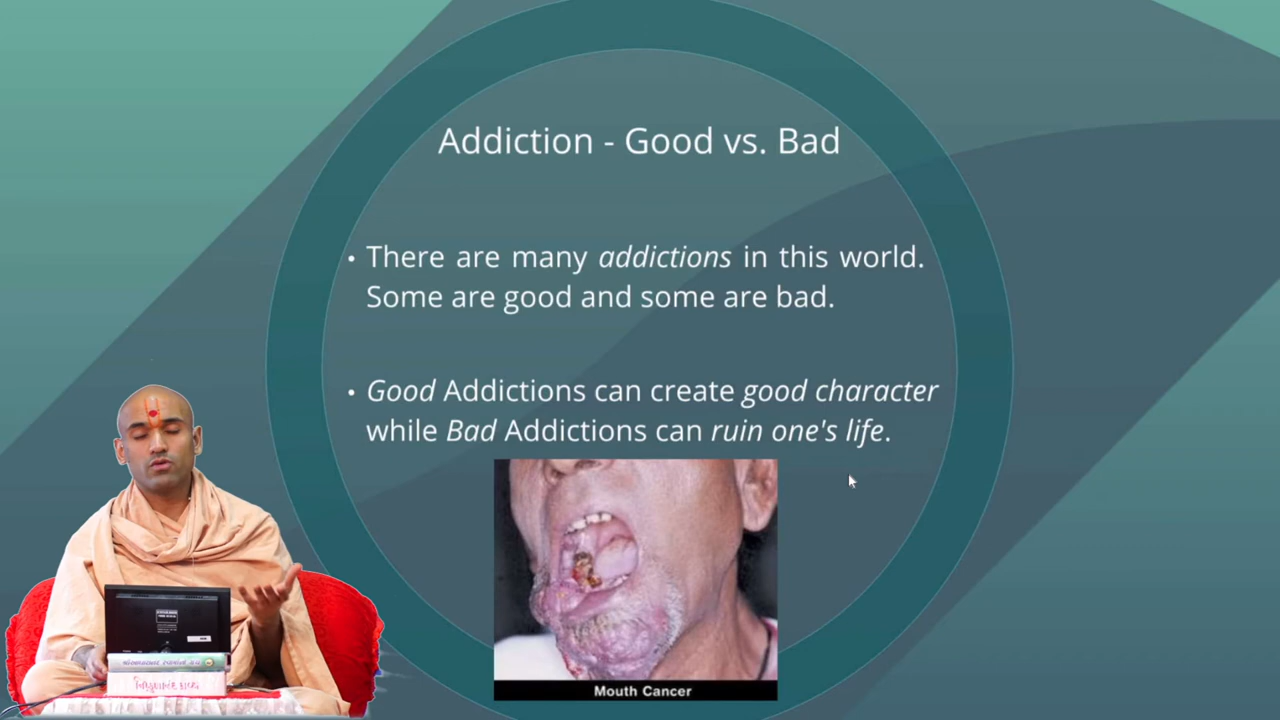 Addiction - Good vs. Bad
• There are many addictions in this world.
Some are good and some are bad.
• Good Addictions can create good character
while Bad Addictions can ruin one's life.
Mouth Cancer